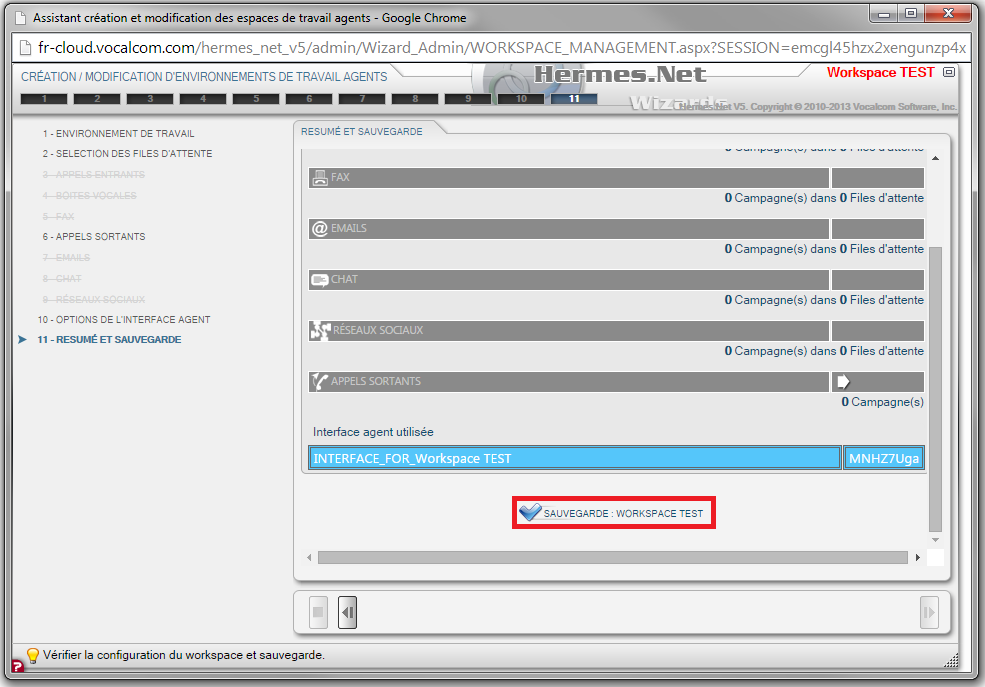 Assistant création et modification des espaces de travail agents - Google Chrome
fr-cloud.vocalcom.com/hermes_net_v5/admin/Wizard_Admin/WORKSPACE_MANAGEMENT.aspx?SESSION=emcgl45hzx2xengunzp4x
CRÉATION / MODIFICATION D'ENVIRONNEMENTS DE TRAVAIL AGENTS
Hermes.Net
Workspace TEST
1 2 3 4 5 6 7 8 9 10 11
Wizards
Hermes.Net V5. Copyright © 2010-2013 Vocalcom Software, Inc.
1 - ENVIRONNEMENT DE TRAVAIL
2 - SELECTION DES FILES D'ATTENTE
3 - APPELS ENTRANTS
4 - BOITES VOCALES
5 - FAX
6 - APPELS SORTANTS
7 - EMAILS
8 - CHAT
9 - RÉSEAUX SOCIAUX
10 - OPTIONS DE L'INTERFACE AGENT
11 - RESUMÉ ET SAUVEGARDE
RESUMÉ ET SAUVEGARDE
0 Campagne(s) dans 0 Files d'attente
FAX
0 Campagne(s) dans 0 Files d'attente
EMAILS
0 Campagne(s) dans 0 Files d'attente
CHAT
0 Campagne(s) dans 0 Files d'attente
RÉSEAUX SOCIAUX
0 Campagne(s) dans 0 Files d'attente
APPELS SORTANTS
0 Campagne(s)
Interface agent utilisée
INTERFACE_FOR_Workspace TEST MNHZ7Uga
SAUVEGARDE : WORKSPACE TEST
? Vérifier la configuration du workspace et sauvegarde.